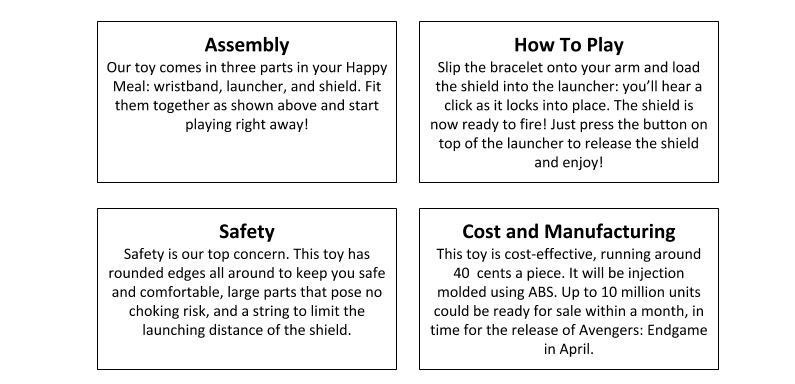 Assembly
Our toy comes in three parts in your Happy
Meal: wristband, launcher, and shield. Fit
them together as shown above and start
playing right away!
How To Play
Slip the bracelet onto your arm and load
the shield into the launcher: you’ll hear a
click as it locks into place. The shield is
now ready to fire! Just press the button on
top of the launcher to release the shield
and enjoy!
Safety
Safety is our top concern. This toy has
rounded edges all around to keep you safe
and comfortable, large parts that pose no
choking risk, and a string to limit the
launching distance of the shield.
Cost and Manufacturing
This toy is cost-effective, running around
40  cents a piece. It will be injection
molded using ABS. Up to 10 million units
could be ready for sale within a month, in
time for the release of Avengers: Endgame
in April.